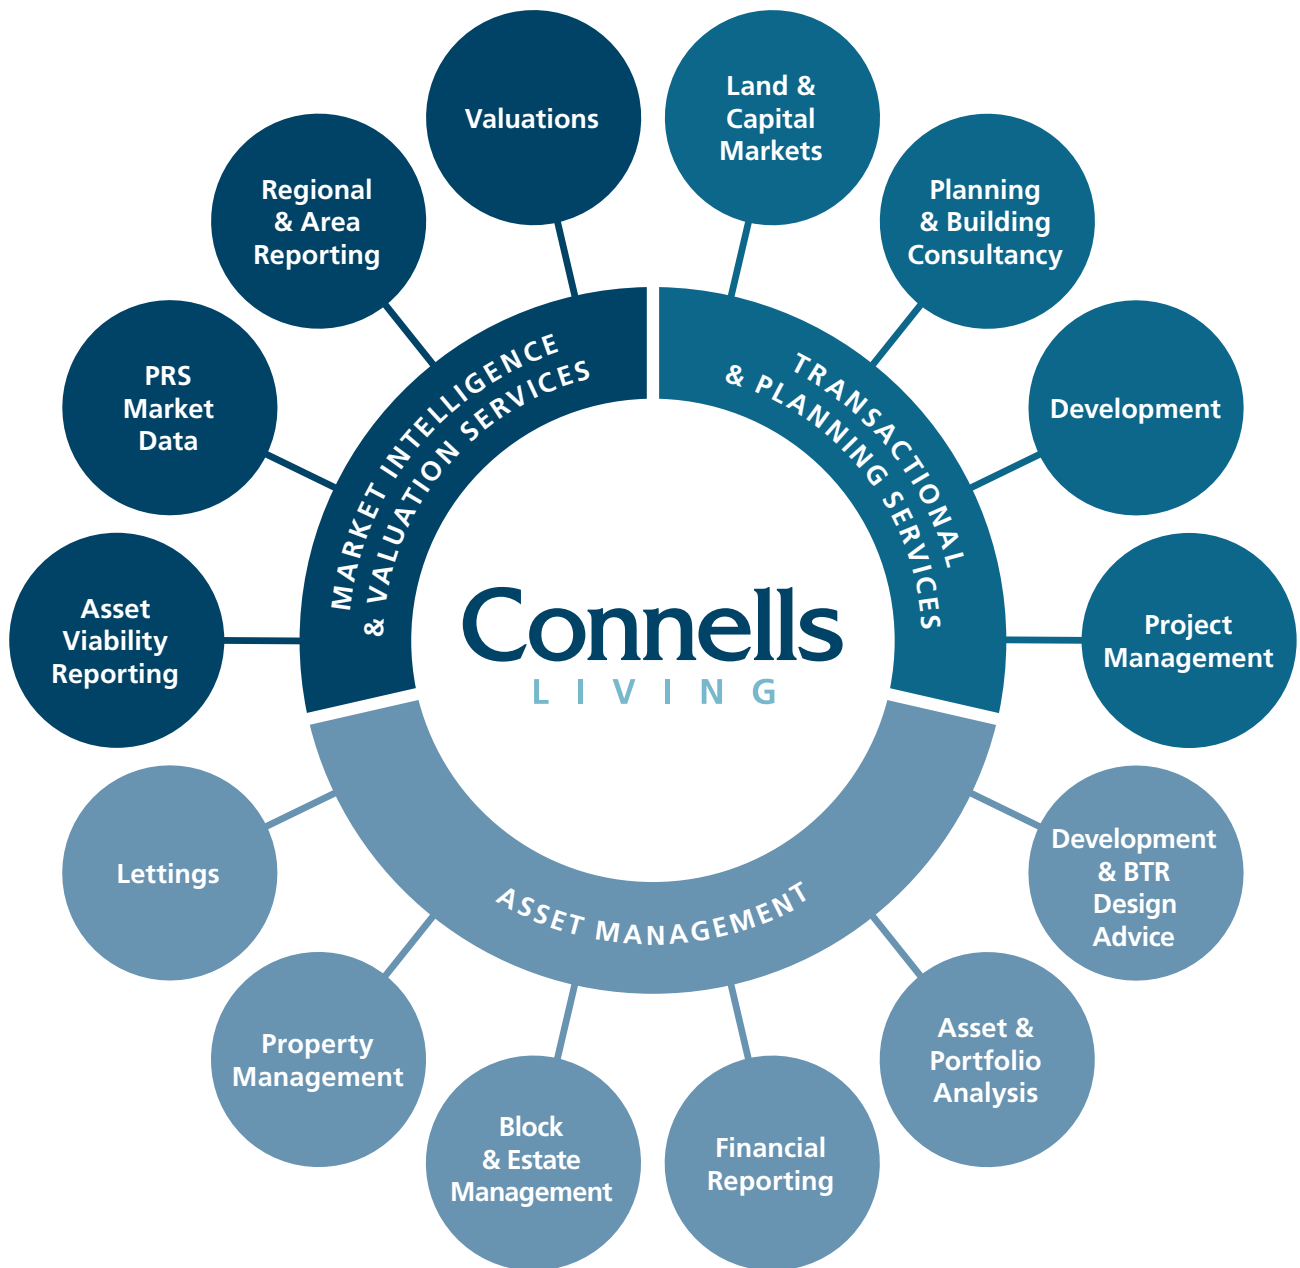 Valuations
Land &
Capital
Markets
Regional
& Area
Reporting
Planning
& Building
Consultancy
PRS
Market
Data
Development
Asset
Viability
Reporting
Project
Management
MARKET INTELLIGENCE
& VALUATION SERVICES
TRANSACTIONAL
& PLANNING SERVICES
Connells
LIVING
ASSET MANAGEMENT
Lettings
Development
& BTR
Design
Advice
Property
Management
Asset &
Portfolio
Analysis
Block
& Estate
Management
Financial
Reporting